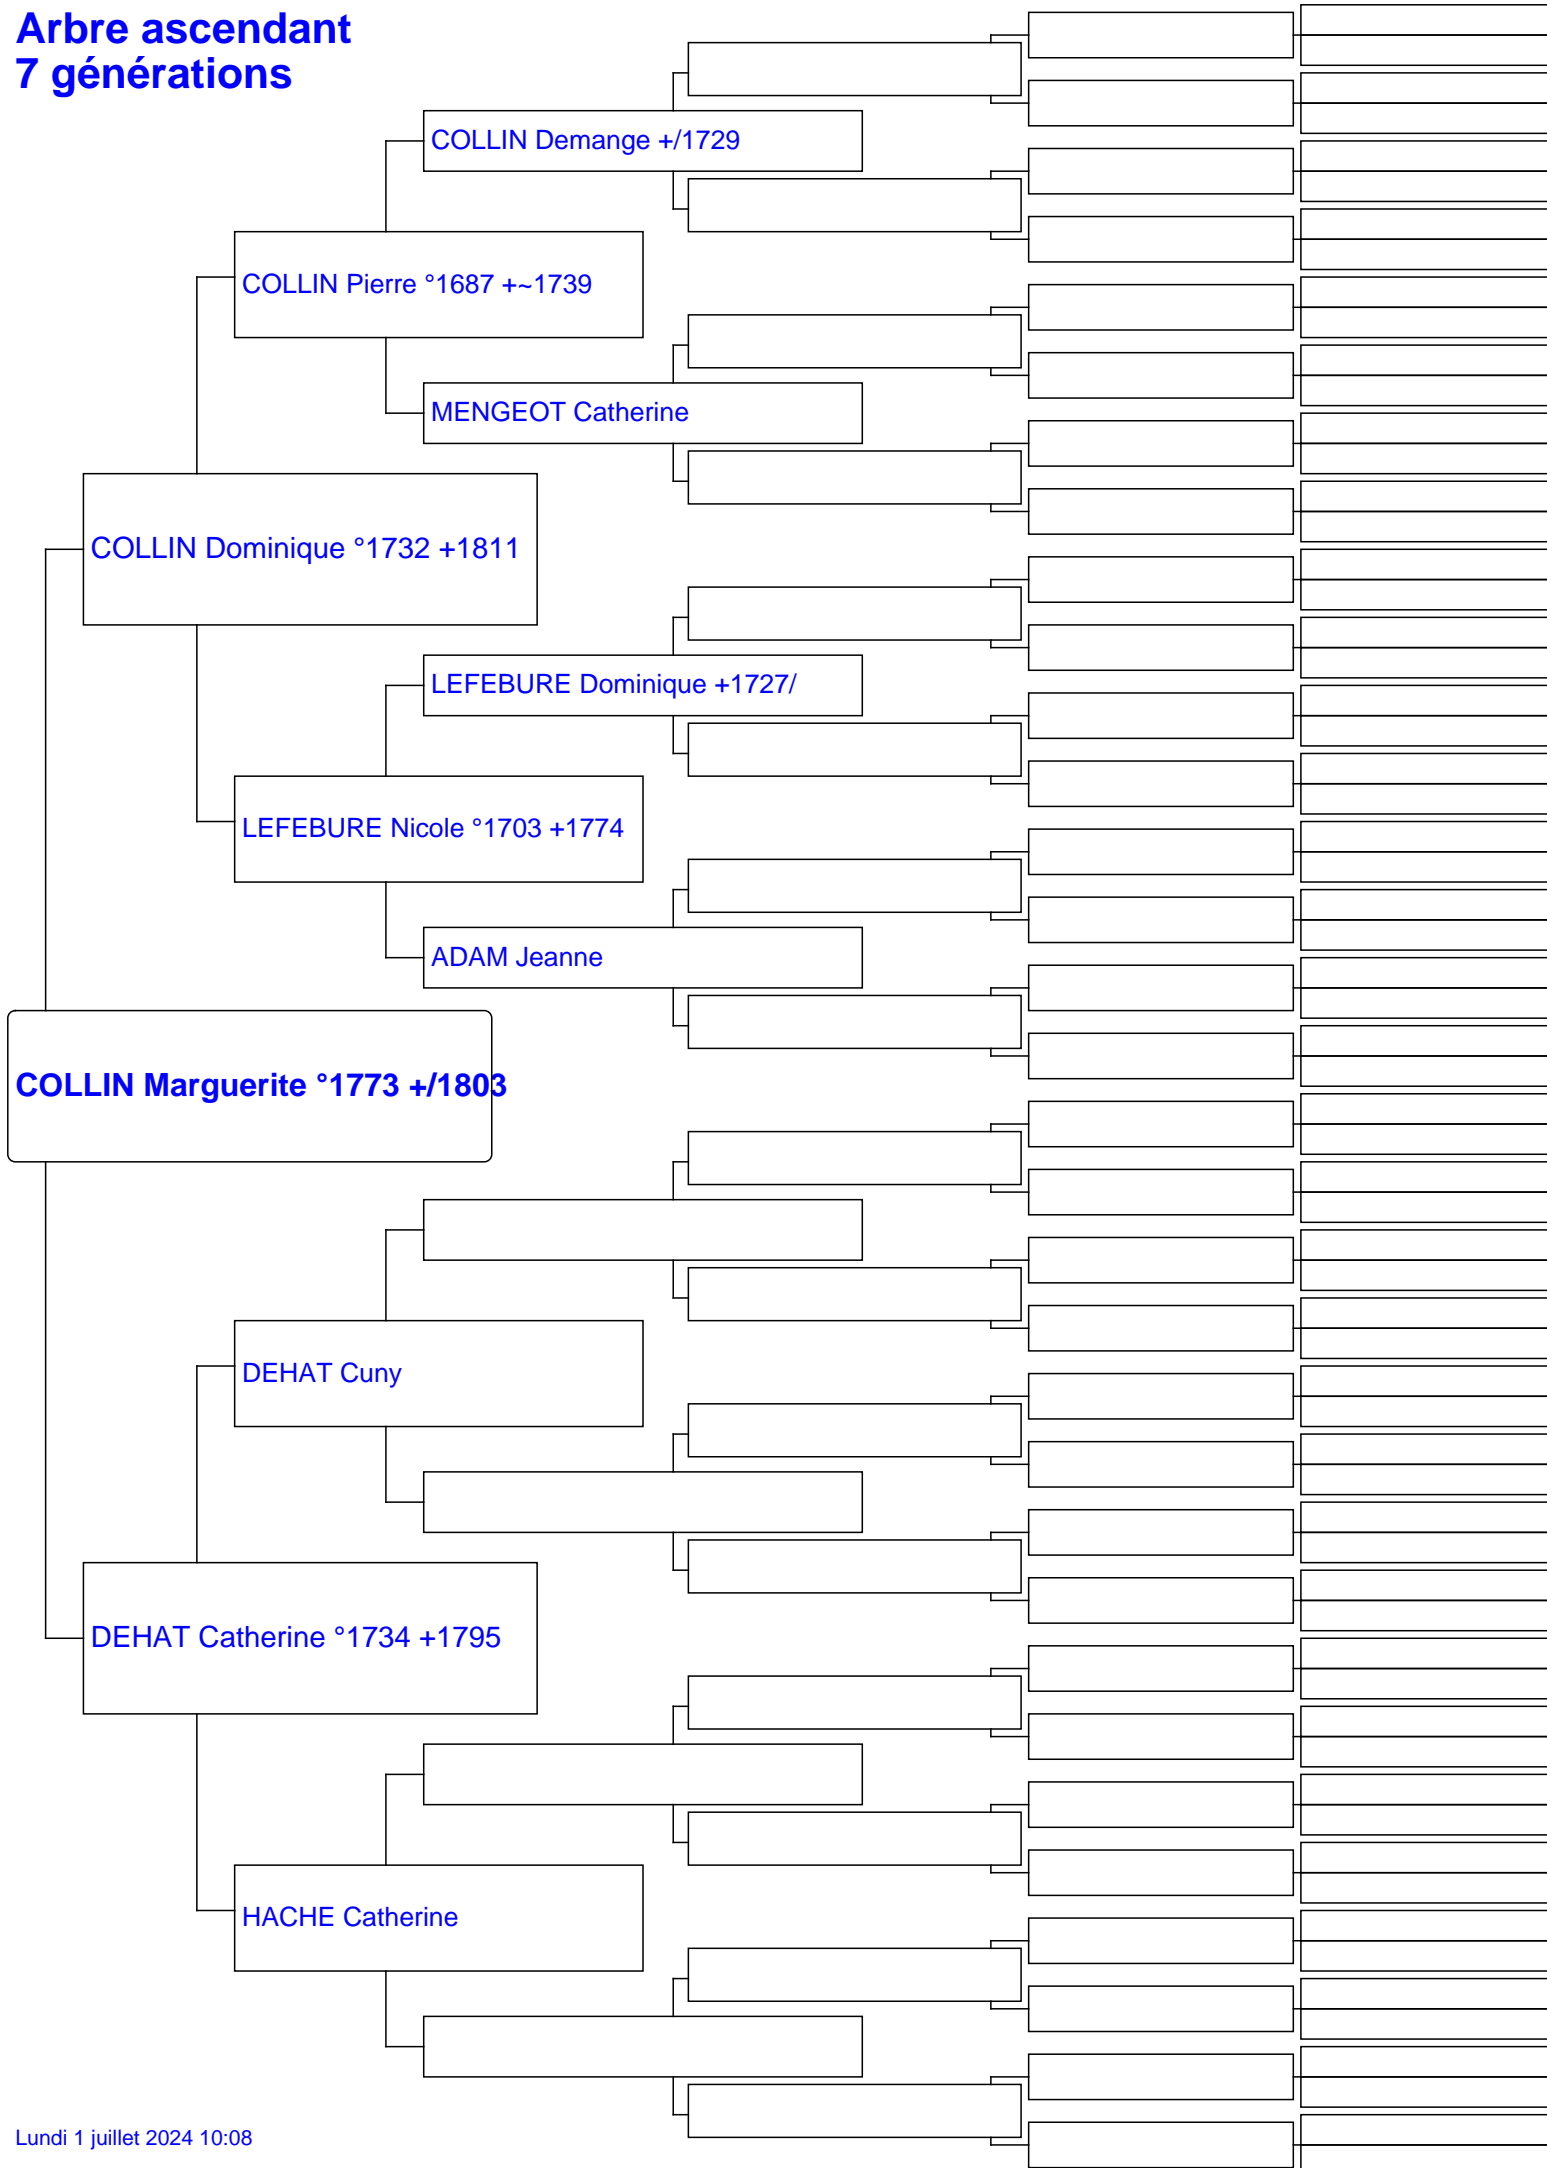 Arbre ascendant
7 générations
COLLIN Demange +/1729
COLLIN Pierre °1687 +~1739
MENGEOT Catherine
COLLIN Dominique °1732 +1811
LEFEBURE Dominique +1727/
LEFEBURE Nicole °1703 +1774
ADAM Jeanne
COLLIN Marguerite °1773 +/1803
DEHAT Cuny
DEHAT Catherine °1734 +1795
HACHE Catherine
Lundi 1 juillet 2024 10:08